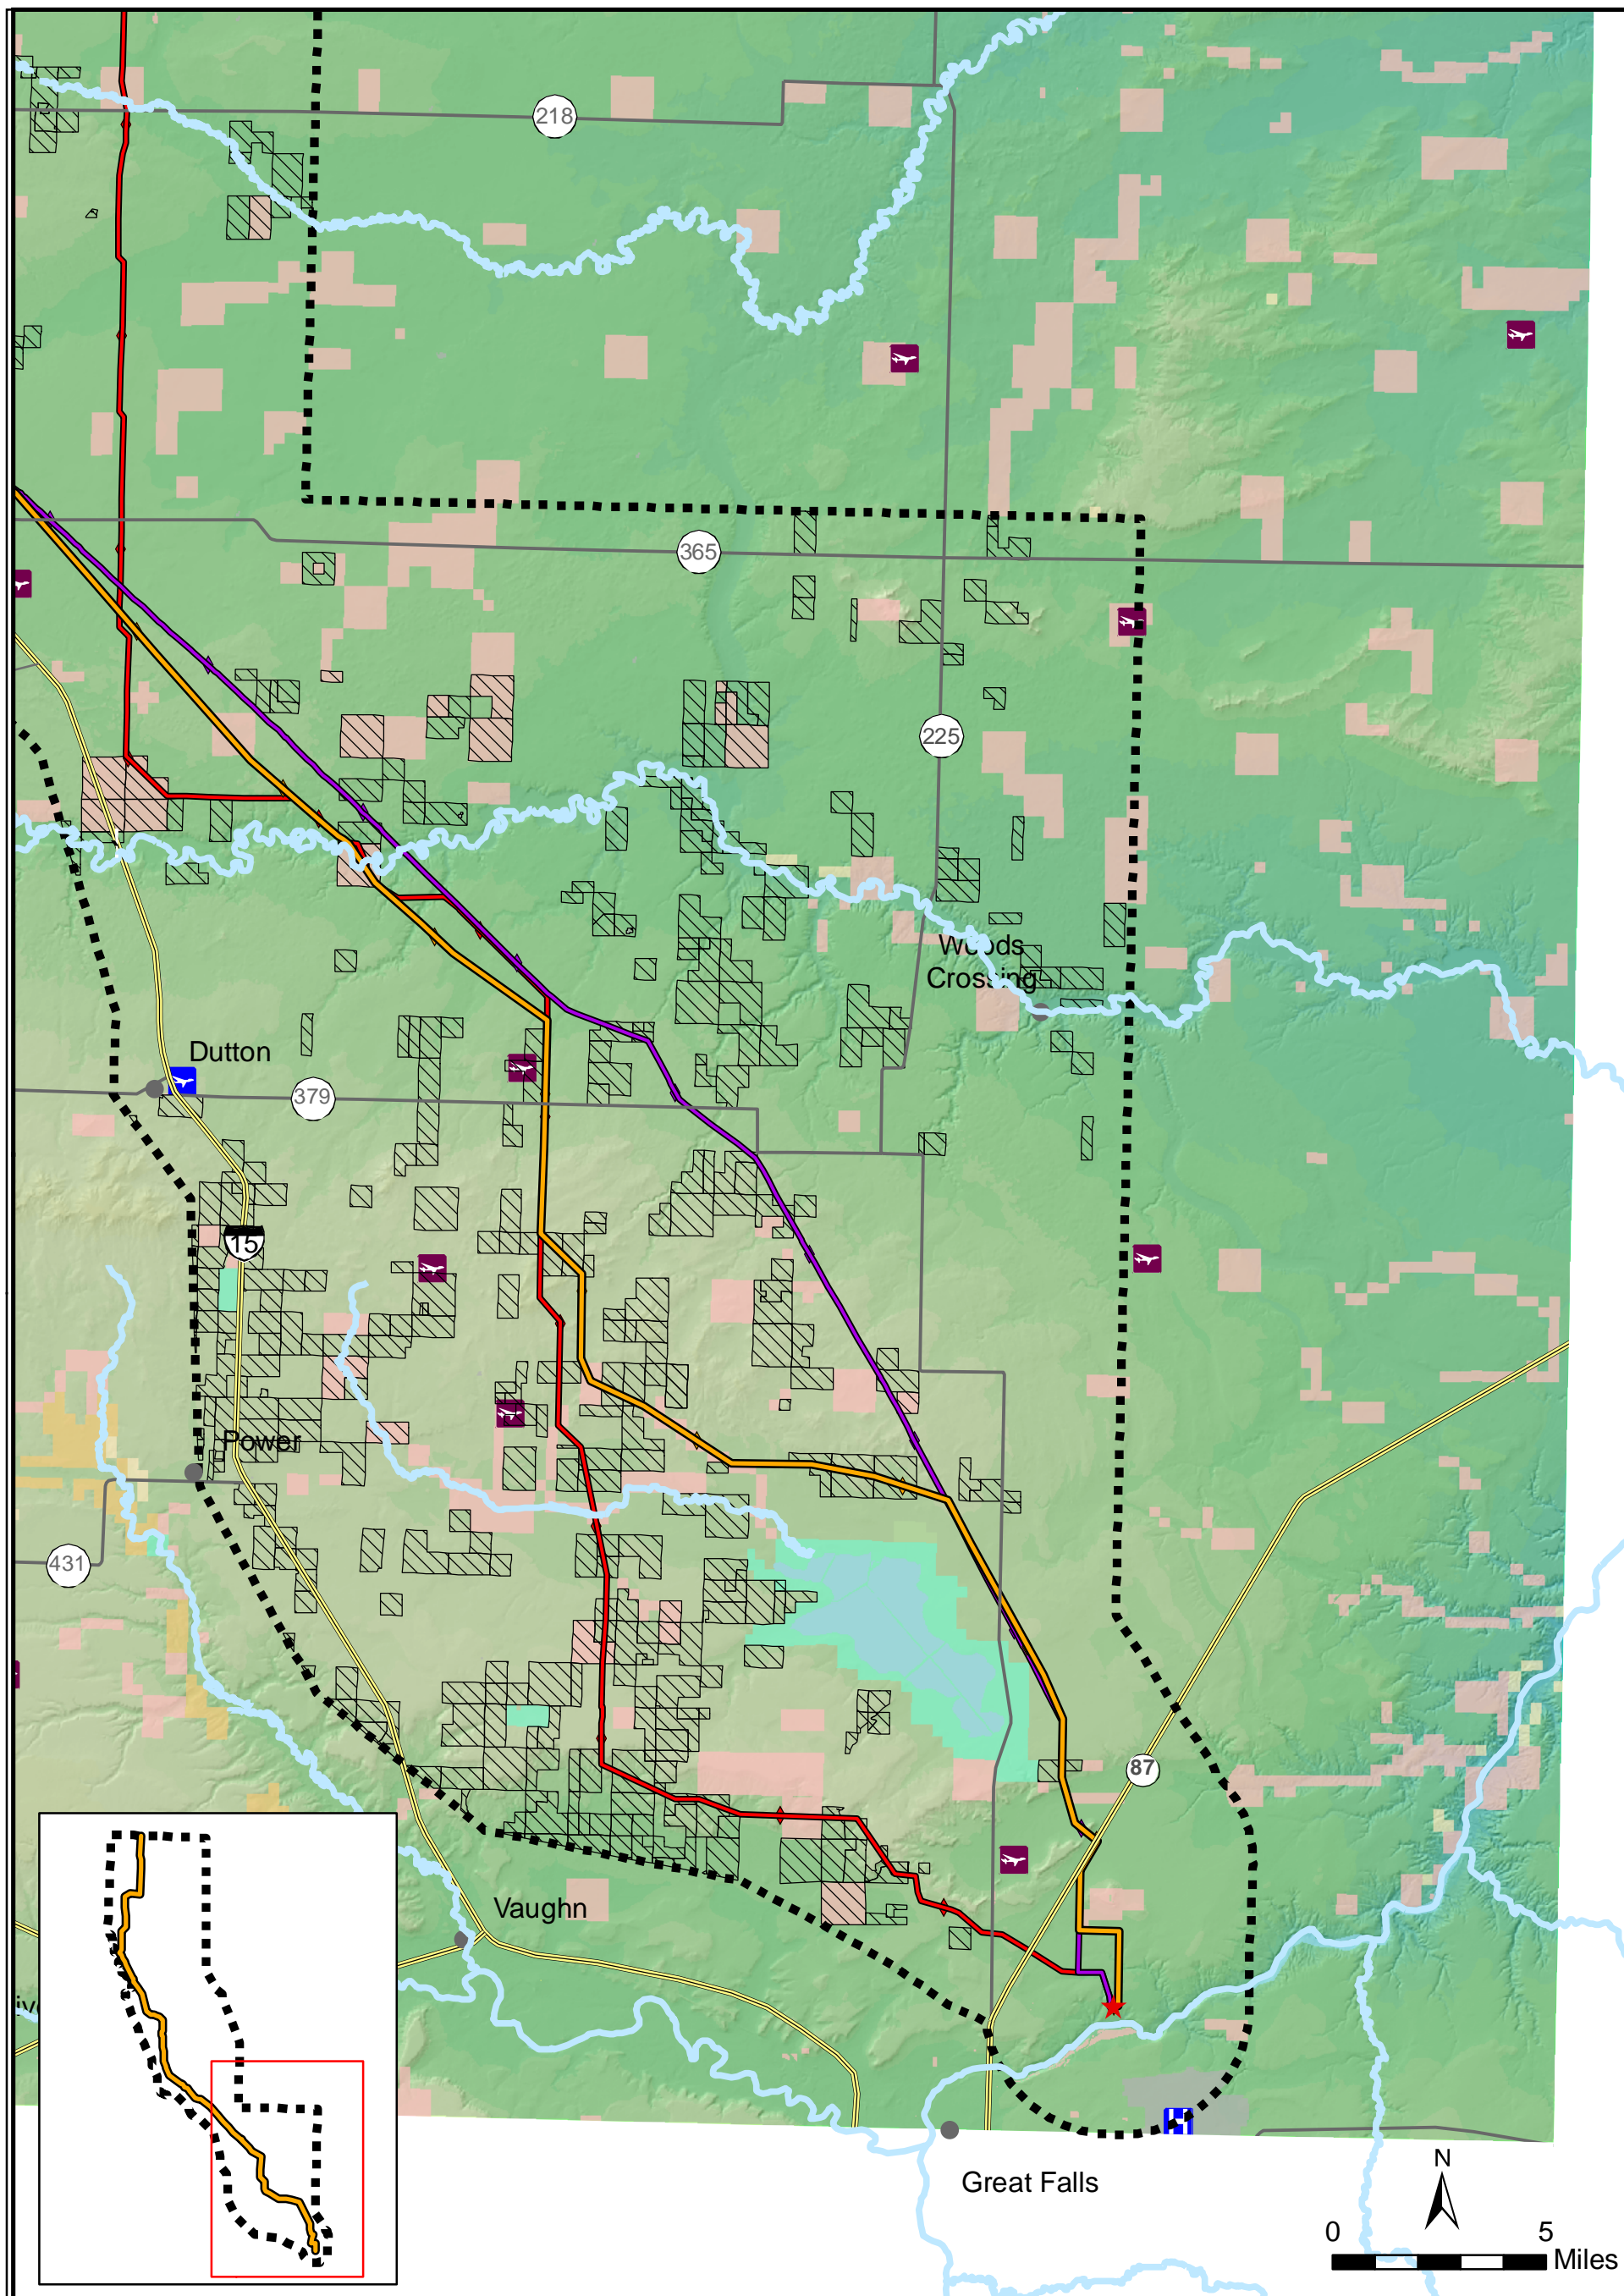 218
365
225
Woods
Crossing
Dutton
379
15
Power
431
87
Vaughn
Great Falls
N
0 5
Miles